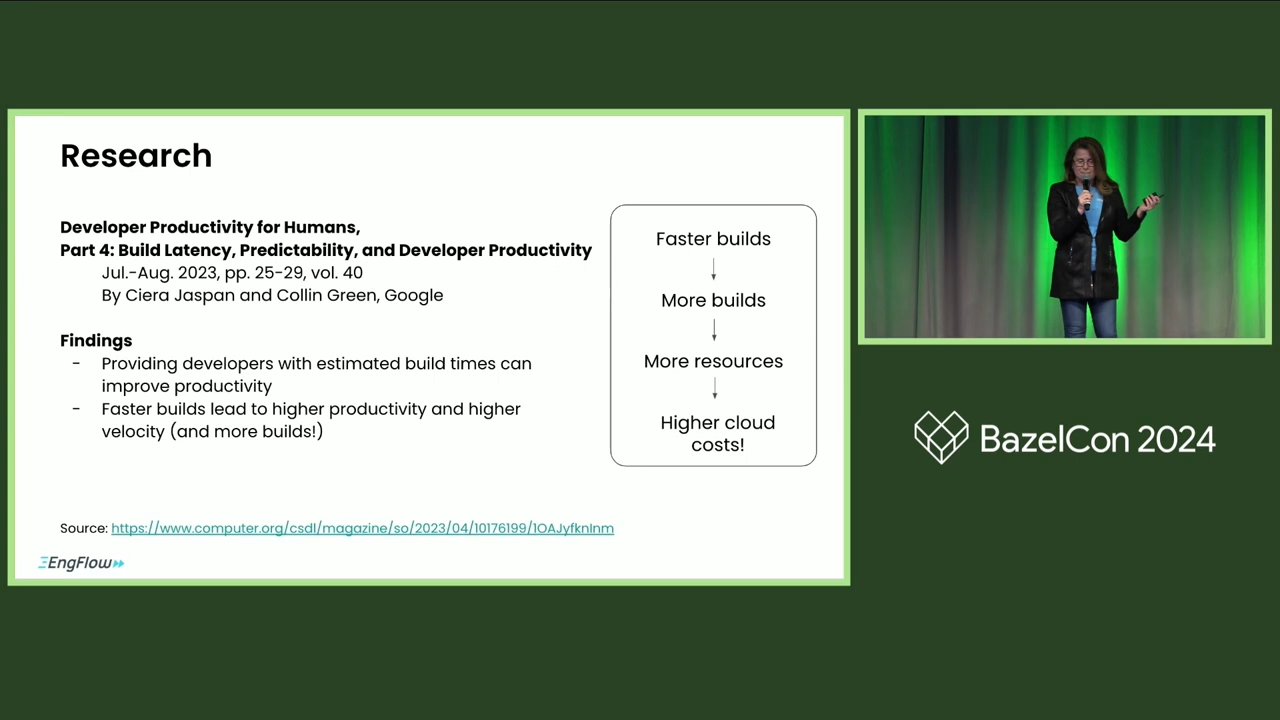 Research
Developer Productivity for Humans,
Part 4: Build Latency, Predictability, and Developer Productivity
Jul.-Aug. 2023, pp. 25-29, vol. 40
By Ciera Jaspan and Collin Green, Google
Findings
- Providing developers with estimated build times can
improve productivity
- Faster builds lead to higher productivity and higher
velocity (and more builds!)
Source: https://www.computer.org/csdl/magazine/so/2023/04/10176199/1OAJyfknInm
EngFlow
Faster builds
More builds
More resources
Higher cloud
costs!
BazelCon 2024